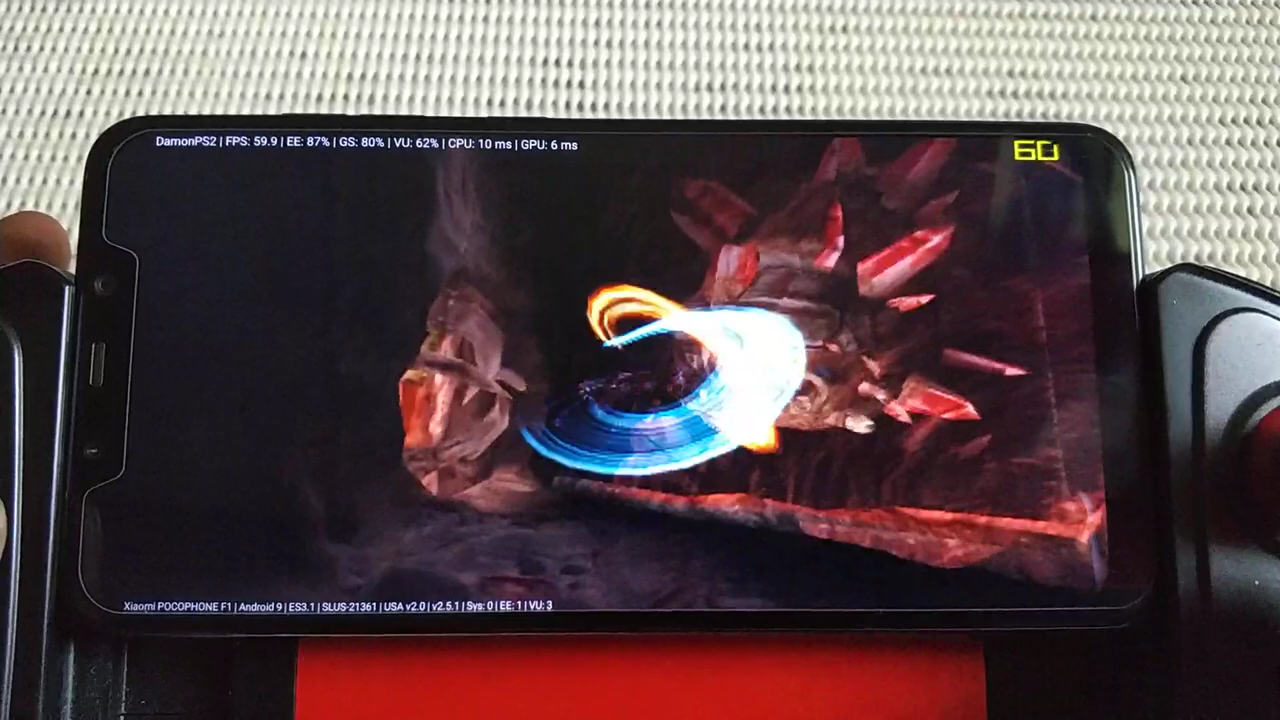 DamonPS2 | FPS: 59.9 | EE: 87% | GS: 80% | VU: 62% | CPU: 10 ms | GPU: 6 ms
60
Xiaomi POCOPHONE F1 | Android 9 | ES3.1 | SLUS-21361 | USA v2.0 | v2.5.1 | Sys: 0 | EE: 1 | VU: 3